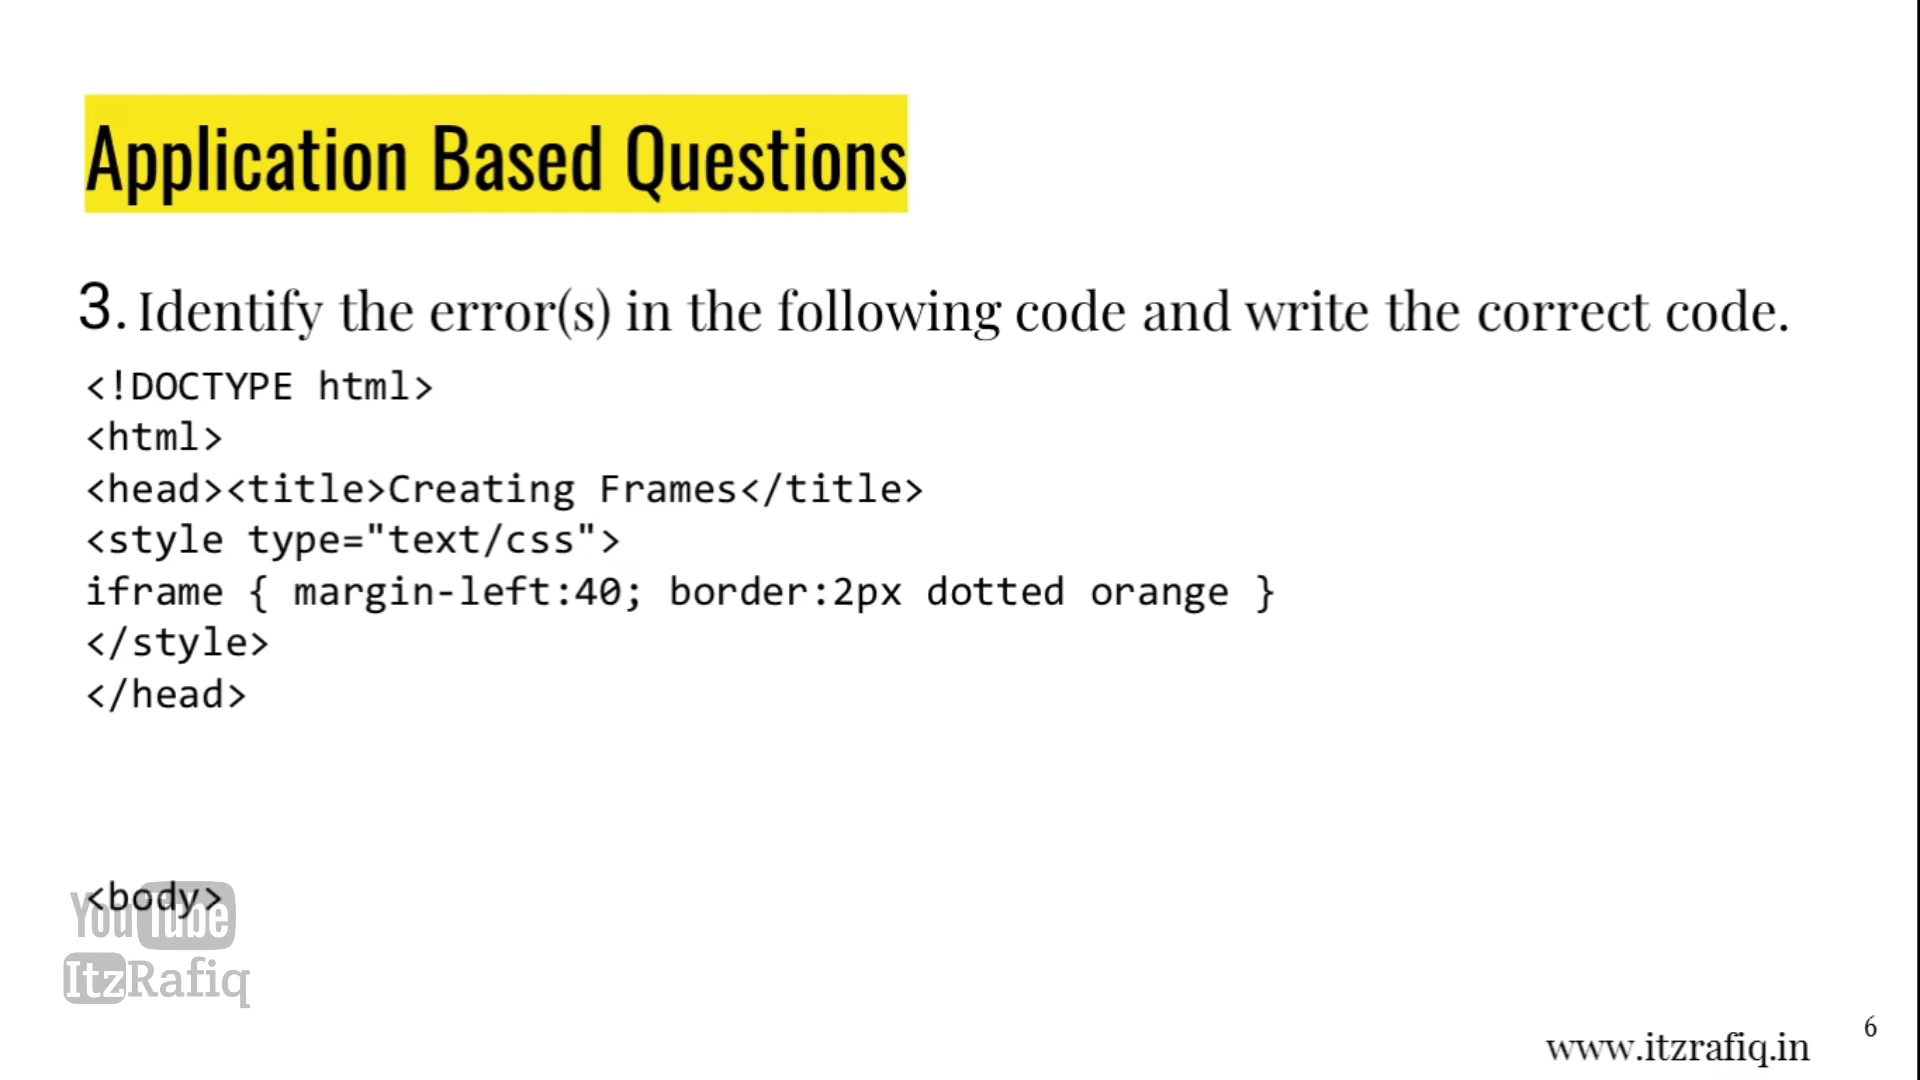 Application Based Questions
3. Identify the error(s) in the following code and write the correct code.
<!DOCTYPE html>
<html>
<head><title>Creating Frames</title>
<style type="text/css">
iframe { margin-left:40; border:2px dotted orange }
</style>
</head>
<body>
YouTube
ItzRafiq
www.itzrafiq.in
6